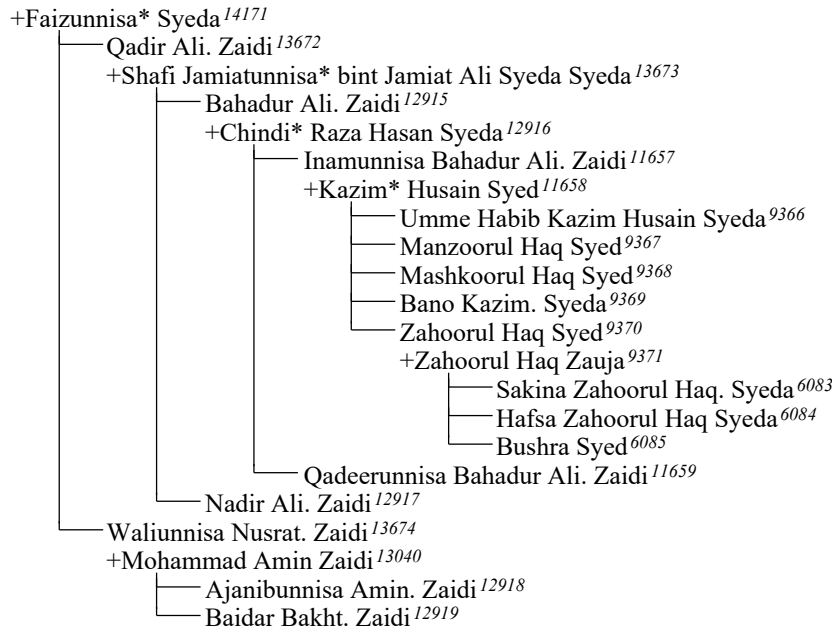 +Faizunnisa* Syeda 14171
Qadir Ali. Zaidi 13672
+Shafi Jamiatunnisa* bint Jamiat Ali Syeda Syeda 13673
Bahadur Ali. Zaidi 12915
+Chindi* Raza Hasan Syeda 12916
Inamunnisa Bahadur Ali. Zaidi 11657
+Kazim* Husain Syed 11658
Umme Habib Kazim Husain Syeda 9366
Manzoorul Haq Syed 9367
Mashkoorul Haq Syed 9368
Bano Kazim. Syeda 9369
Zahoorul Haq Syed 9370
+Zahoorul Haq Zauja 9371
Sakina Zahoorul Haq. Syeda 6083
Hafsa Zahoorul Haq Syeda 6084
Bushra Syed 6085
Qadeerunnisa Bahadur Ali. Zaidi 11659
Nadir Ali. Zaidi 12917
Waliunnisa Nusrat. Zaidi 13674
+Mohammad Amin Zaidi 13040
Ajanibunnisa Amin. Zaidi 12918
Baidar Bakht. Zaidi 12919